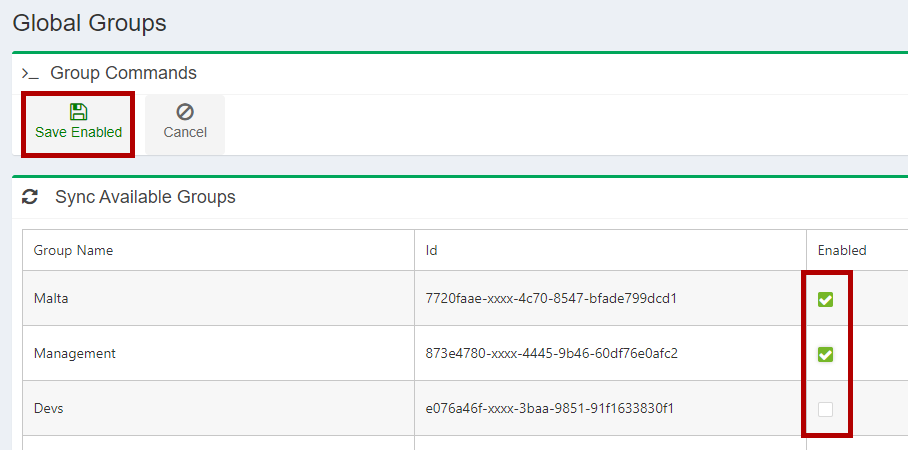 Global Groups
Group Commands
Save Enabled Cancel
Sync Available Groups
Group Name Id Enabled
Malta 7720faae-xxxx-4c70-8547-bfade799dcd1
Management 873e4780-xxxx-4445-9b46-60df76e0afc2
Devs e076a46f-xxxx-3baa-9851-91f1633830f1